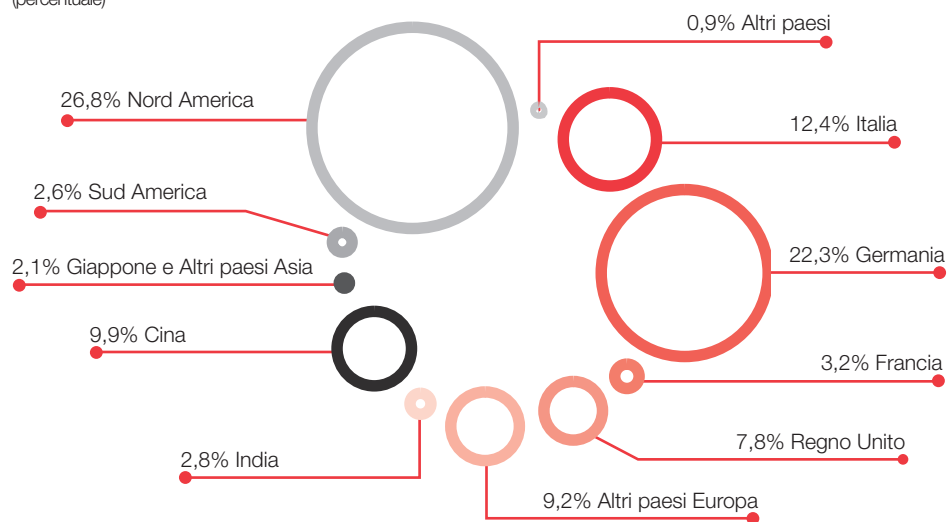 (percentuale)
0,9% Altri paesi
26,8% Nord America
12,4% Italia
2,6% Sud America
22,3% Germania
2,1% Giappone e Altri paesi Asia
9,9% Cina
3,2% Francia
7,8% Regno Unito
2,8% India
9,2% Altri paesi Europa